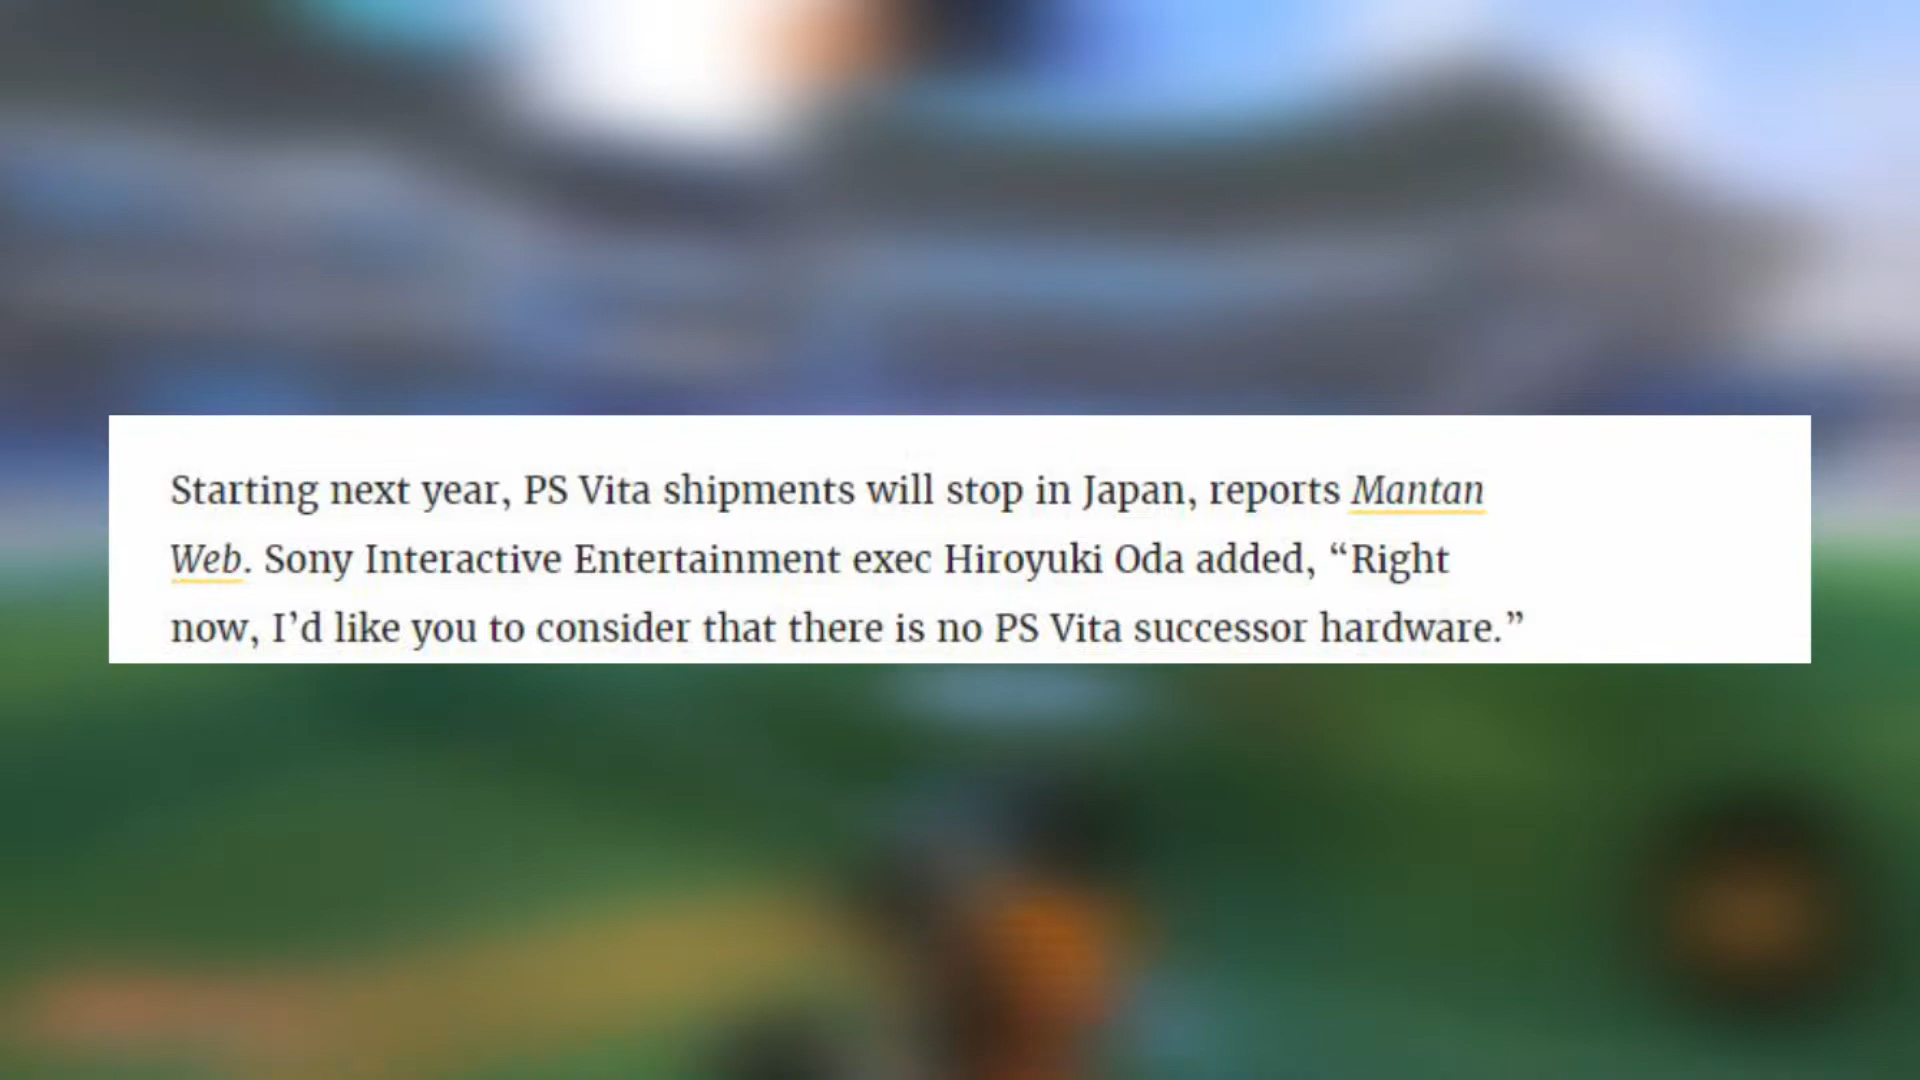 Starting next year, PS Vita shipments will stop in Japan, reports Mantan
Web. Sony Interactive Entertainment exec Hiroyuki Oda added, “Right
now, I’d like you to consider that there is no PS Vita successor hardware.”